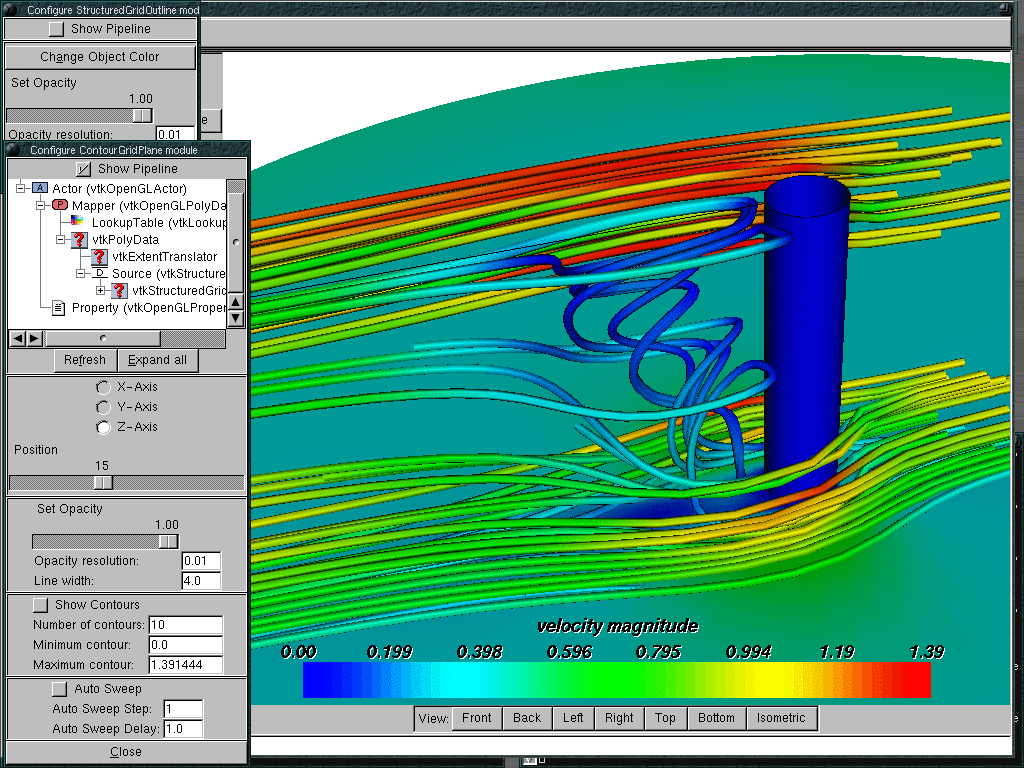 Configure StructuredGridOutline mod
Show Pipeline
Change Object Color
Set Opacity
1.00
Opacity resolution:
0.01
e
Configure ContourGridPlane module
Show Pipeline
A Actor (vtkOpenGLActor)
P Mapper (vtkOpenGLPolyDa
LookupTable (vtkLookup
? vtkPolyData
? vtkExtentTranslator
D Source (vtkStructure
? vtkStructuredGric
Property (vtkOpenGLProper
Refresh
Expand all
X-Axis
Y-Axis
Z-Axis
Position
15
Set Opacity
1.00
Opacity resolution:
0.01
Line width:
4.0
Show Contours
Number of contours:
10
Minimum contour:
0.0
Maximum contour:
1.391444
Auto Sweep
Auto Sweep Step:
1
Auto Sweep Delay:
1.0
Close
velocity magnitude
0.00 0.199 0.398 0.596 0.795 0.994 1.19 1.39
View: Front Back Left Right Top Bottom Isometric